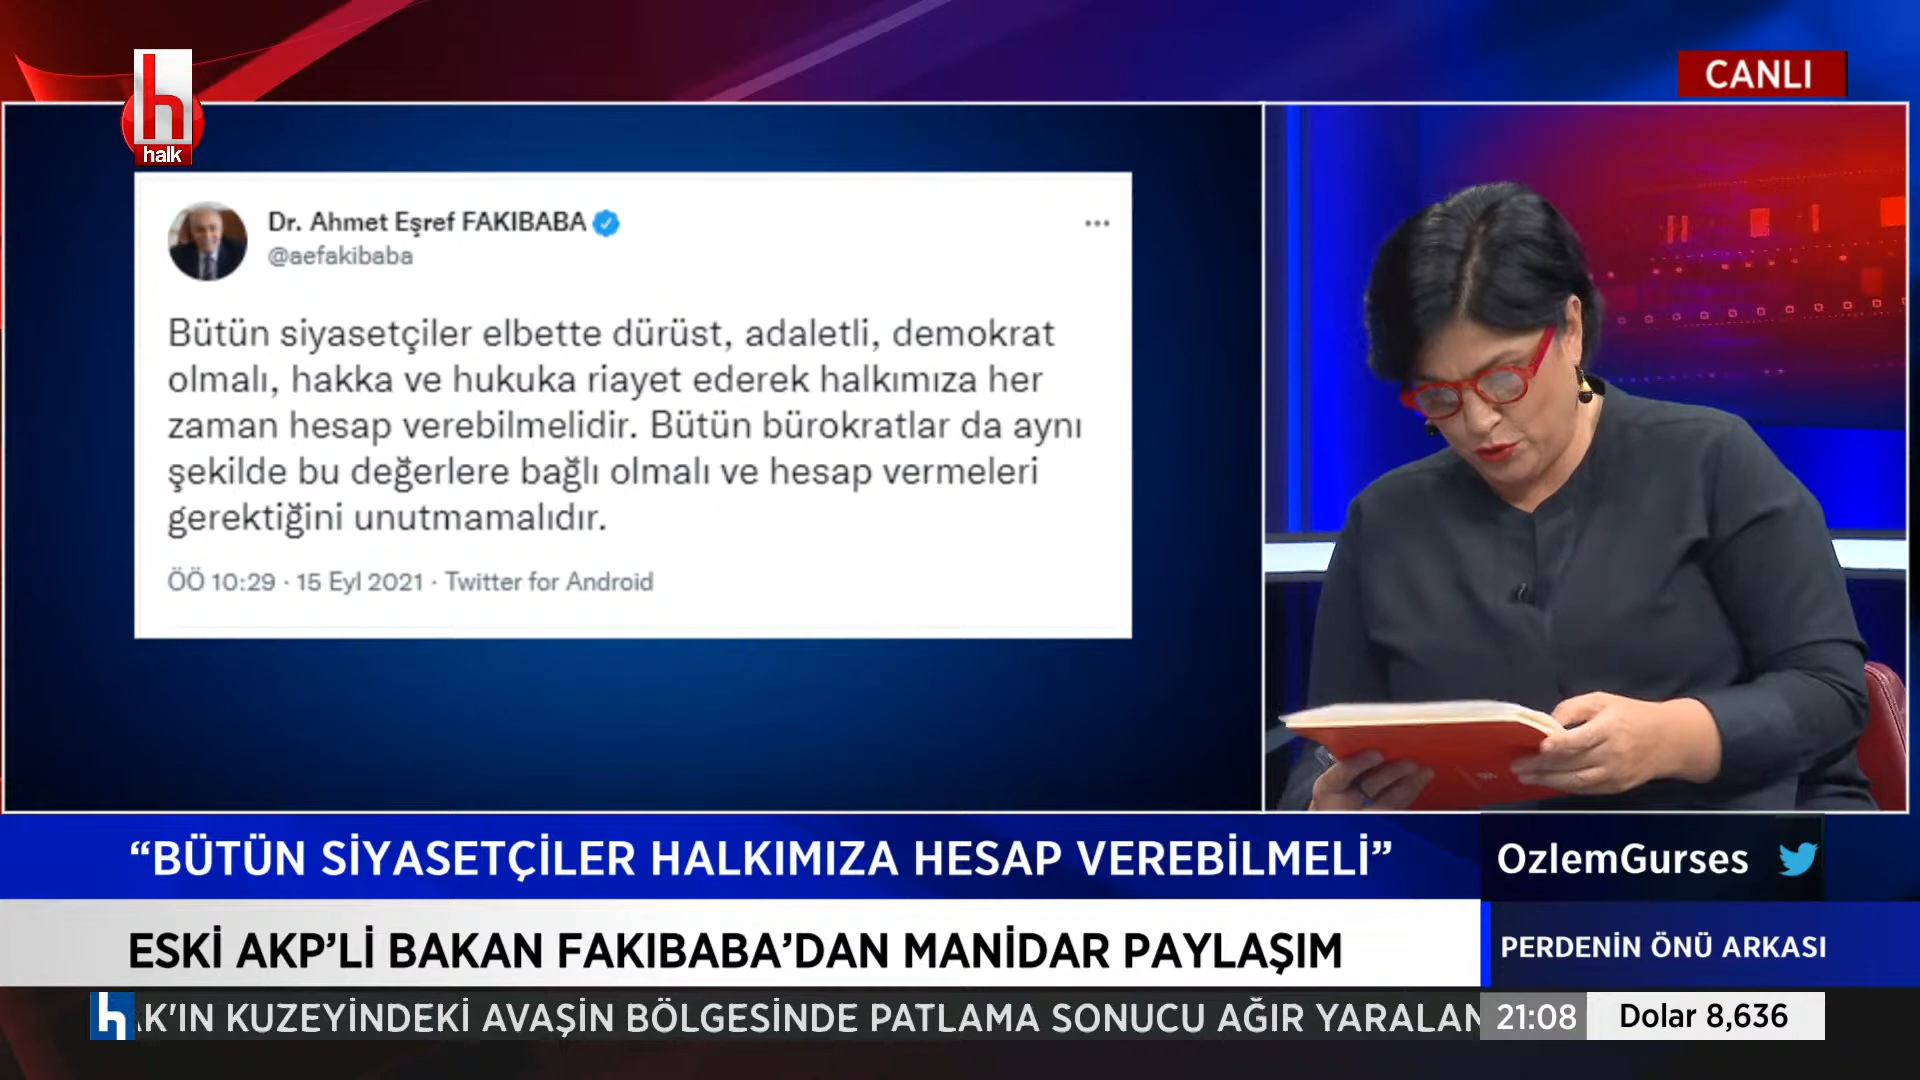 h
halk
CANLI
Dr. Ahmet Eşref FAKIBABA
@aefakibaba
Bütün siyasetçiler elbette dürüst, adaletli, demokrat
olmalı, hakka ve hukuka riayet ederek halkımıza her
zaman hesap verebilmelidir. Bütün bürokratlar da aynı
şekilde bu değerlere bağlı olmalı ve hesap vermeleri
gerektiğini unutmamalıdır.
ÖÖ 10:29 · 15 Eyl 2021 · Twitter for Android
“BÜTÜN SİYASETÇİLER HALKIMIZA HESAP VEREBİLMELİ”
OzlemGurses
ESKİ AKP’Lİ BAKAN FAKIBABA’DAN MANİDAR PAYLAŞIM
PERDENİN ÖNÜ ARKASI
h
AK'IN KUZEYİNDEKİ AVAŞİN BÖLGESİNDE PATLAMA SONUCU AĞIR YARALAN
21:08
Dolar 8,636